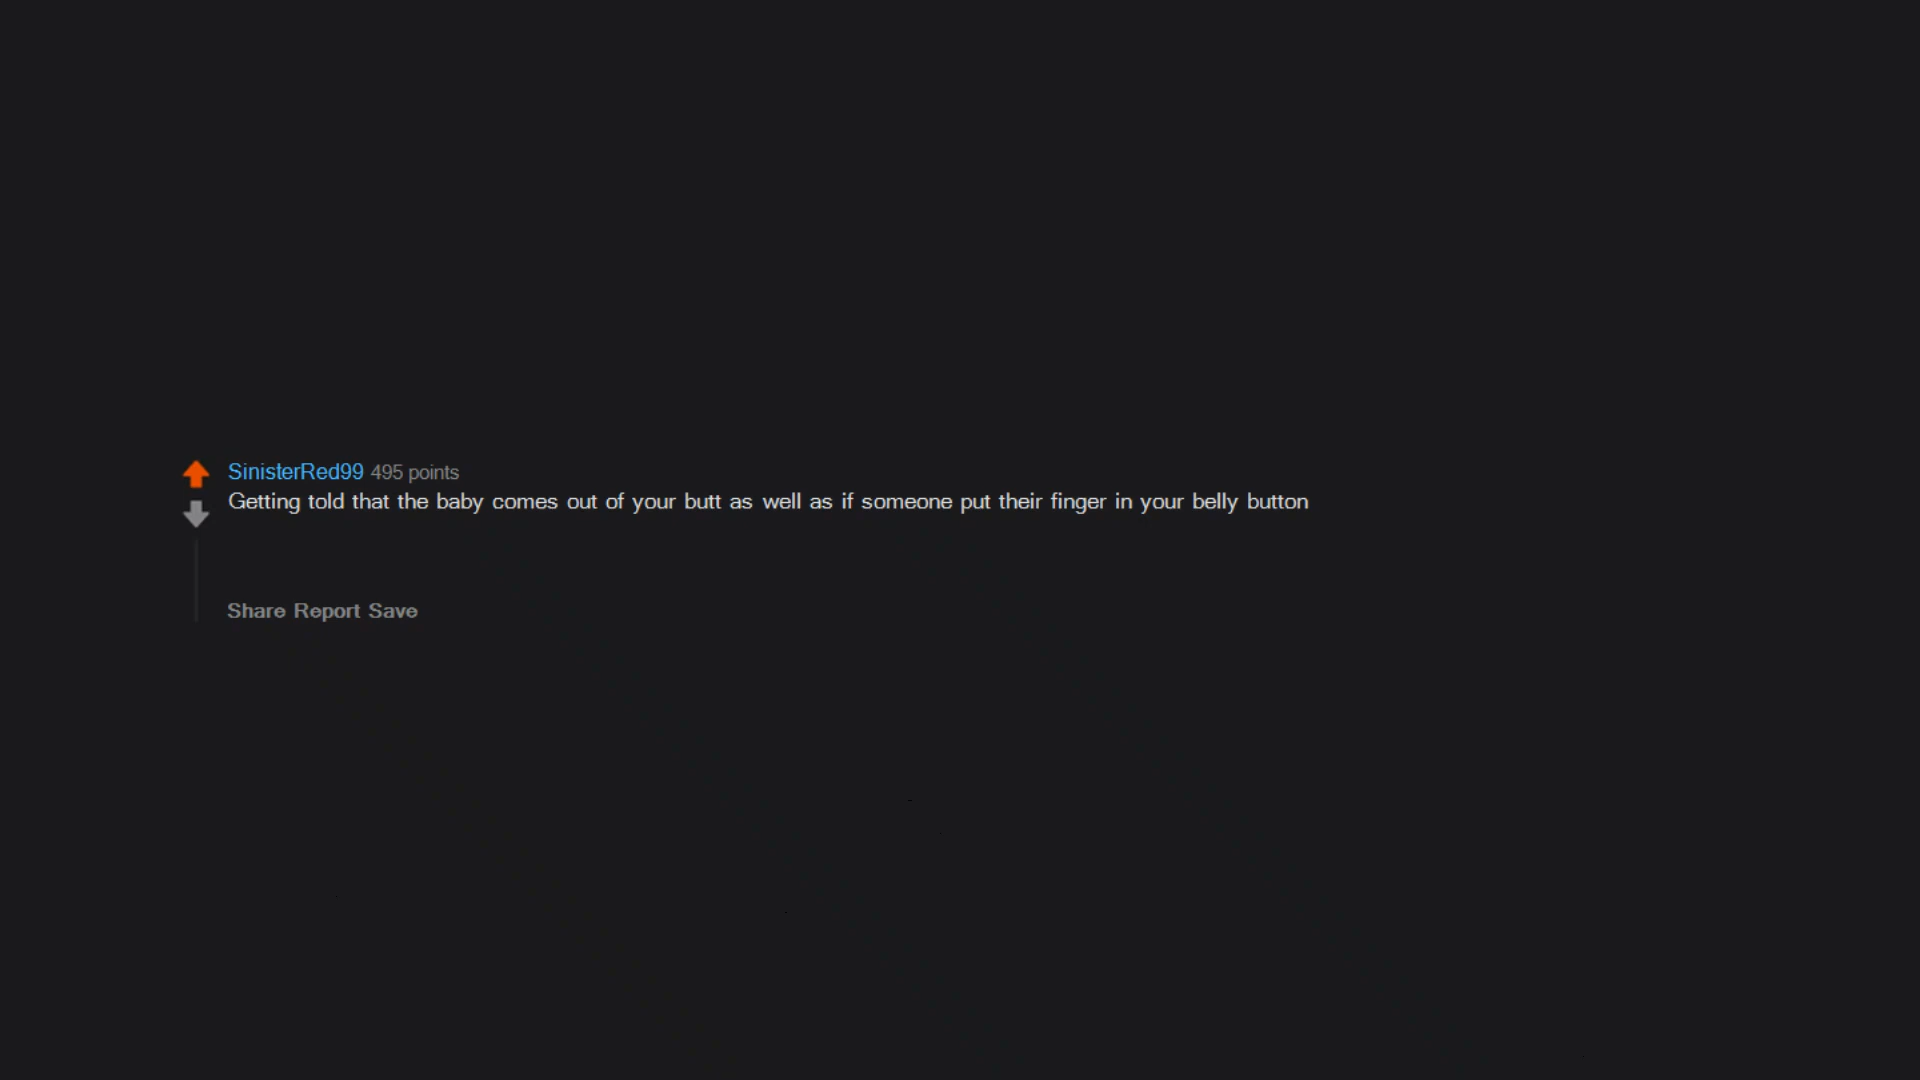 SinisterRed99 495 points
Getting told that the baby comes out of your butt as well as if someone put their finger in your belly button
Share Report Save